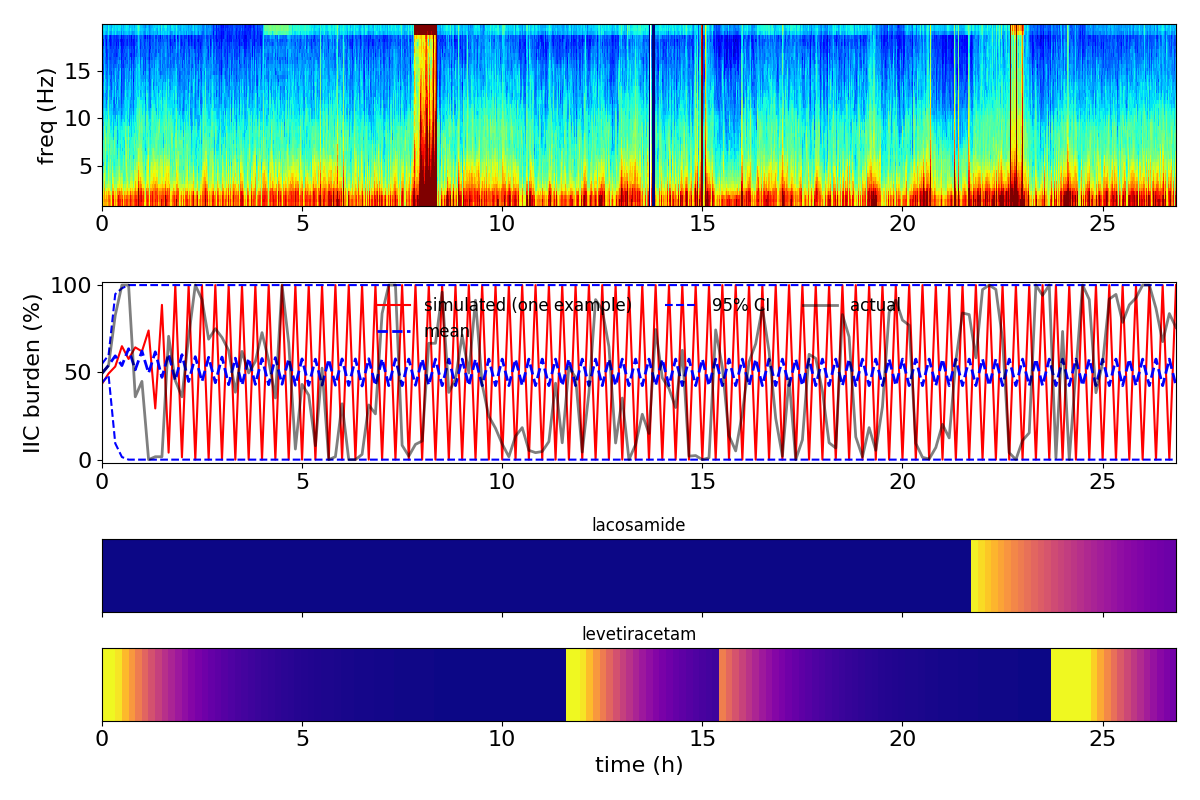 freq (Hz)
15
10
5
0 5 10 15 20 25
IIC burden (%)
100
50
0
simulated (one example) 95% CI actual
mean
0 5 10 15 20 25
lacosamide
levetiracetam
0 5 10 15 20 25
time (h)